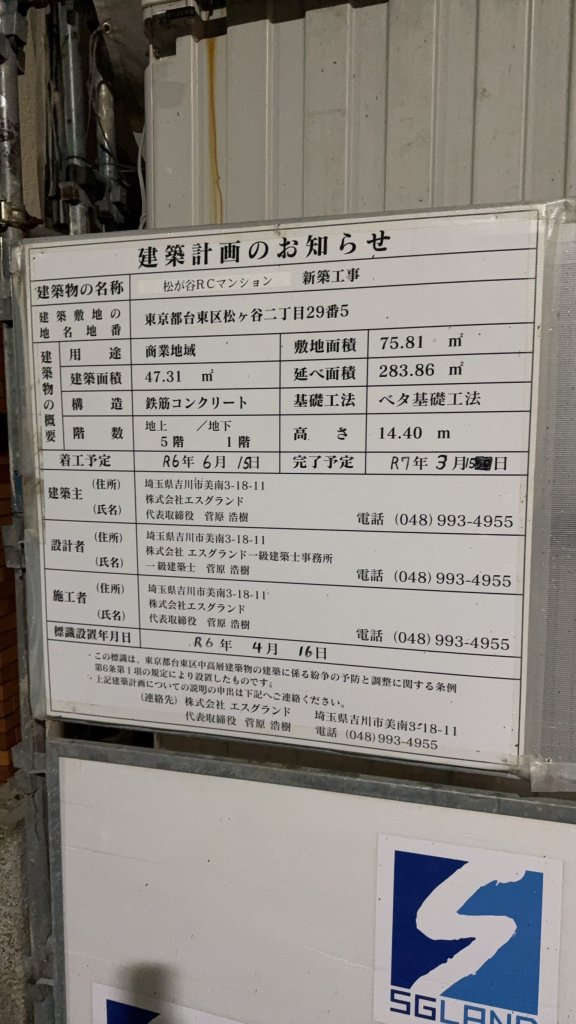 建築計画のお知らせ
建築物の名称 松が谷RCマンション 新築工事
建築敷地の地名地番 東京都台東区松ヶ谷二丁目29番5
建築物の概要
用途 商業地域 敷地面積 75.81 ㎡
建築面積 47.31 ㎡ 延べ面積 283.86 ㎡
構造 鉄筋コンクリート 基礎工法 ベタ基礎工法
階数 地上5階/地下1階 高さ 14.40 m
着工予定 R6年6月15日 完了予定 R7年3月15日
建築主 (住所) 埼玉県吉川市美南3-18-11
(氏名) 株式会社エスグランド
代表取締役 菅原 浩樹 電話 (048) 993-4955
設計者 (住所) 埼玉県吉川市美南3-18-11
(氏名) 株式会社 エスグランド一級建築士事務所
一級建築士 菅原 浩樹 電話 (048) 993-4955
施工者 (住所) 埼玉県吉川市美南3-18-11
(氏名) 株式会社エスグランド
代表取締役 菅原 浩樹 電話 (048) 993-4955
標識設置年月日 R6年 4月 16日
・この標識は、東京都台東区中高層建築物の建築に係る紛争の予防と調整に関する条例
第6条第1項の規定により設置したものです。
・上記建築計画についての説明の申出は下記へご連絡ください。
(連絡先) 株式会社 エスグランド 埼玉県吉川市美南3-18-11
代表取締役 菅原 浩樹 電話 (048) 993-4955
SGLAND